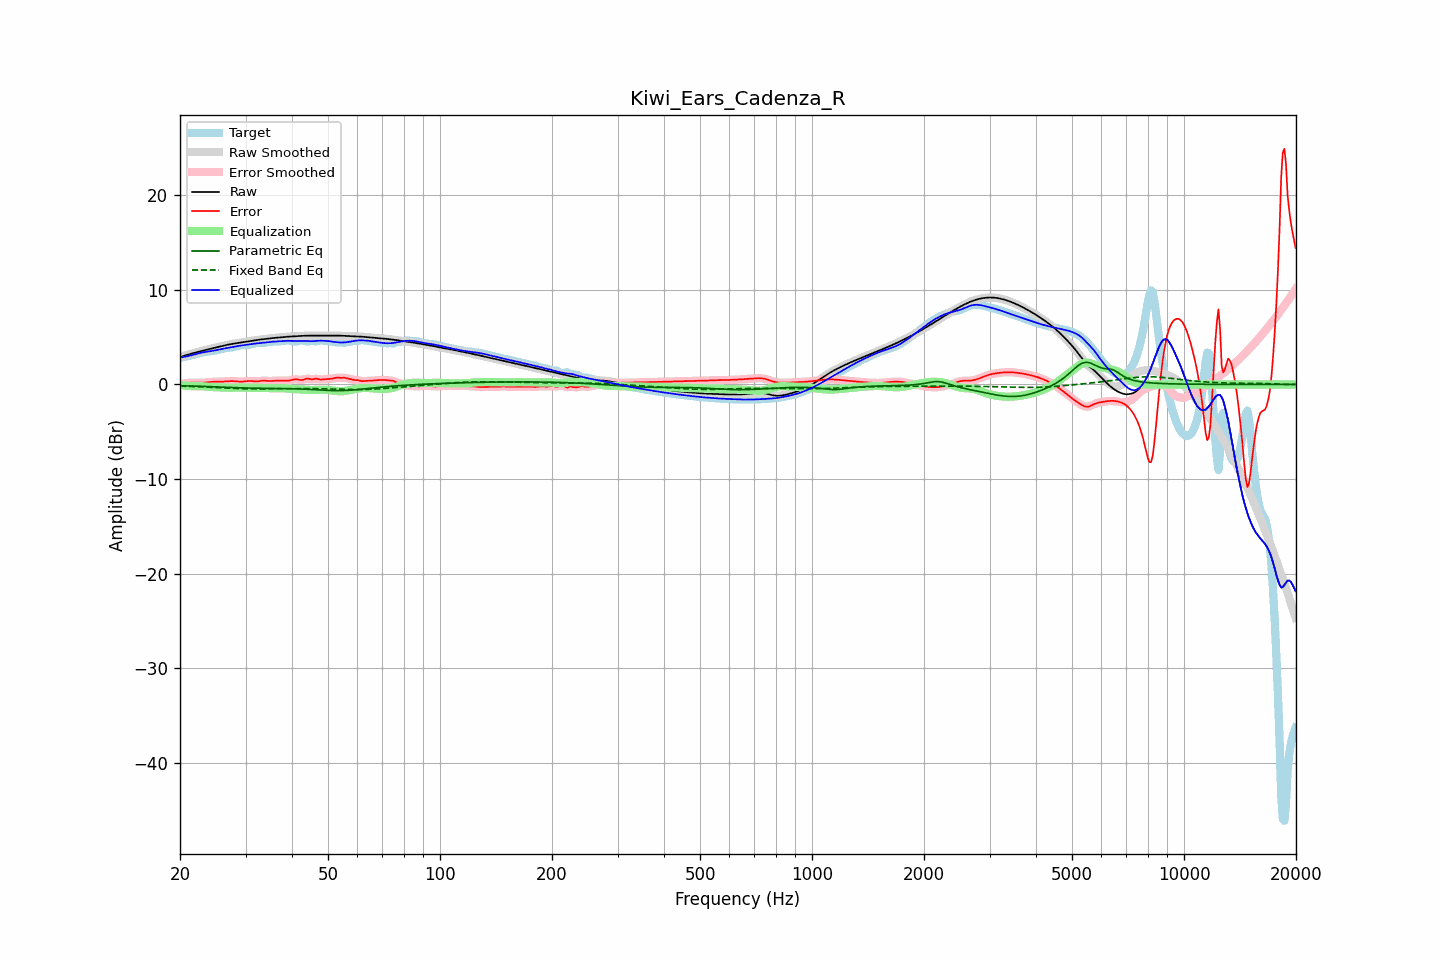 Kiwi_Ears_Cadenza_R
Target
Raw Smoothed
Error Smoothed
Raw
Error
Equalization
Parametric Eq
Fixed Band Eq
Equalized
20
10
0
−10
−20
−30
−40
Amplitude (dBr)
20
50
100
200
500
1000
2000
5000
10000
20000
Frequency (Hz)